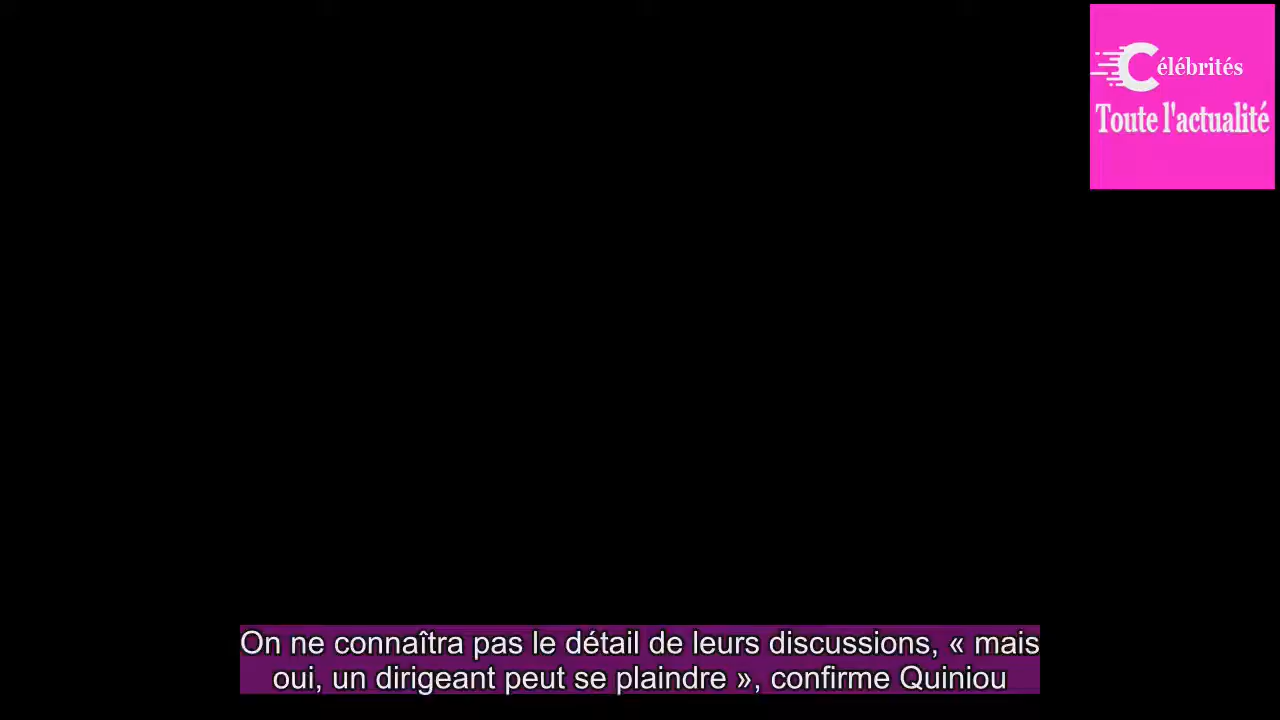 Célébrités
Toute l'actualité
On ne connaîtra pas le détail de leurs discussions, « mais
oui, un dirigeant peut se plaindre », confirme Quiniou